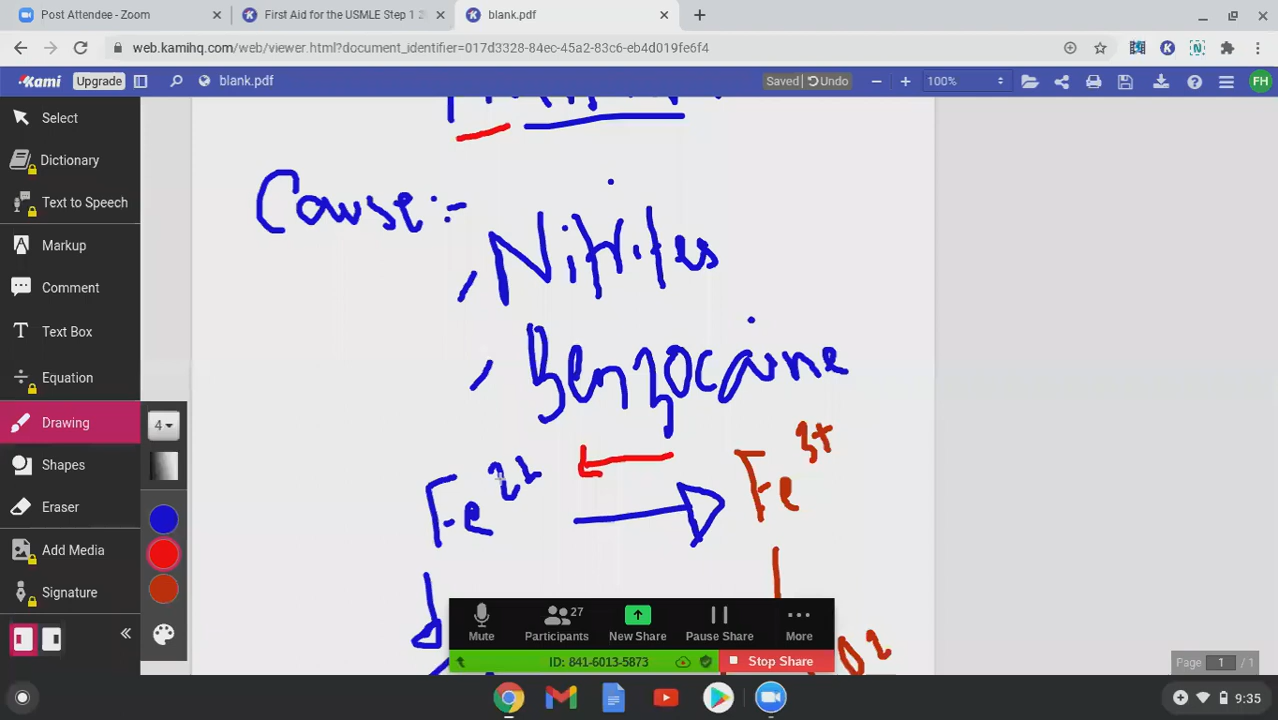 Post Attendee - Zoom
First Aid for the USMLE Step 1 2
blank.pdf
web.kamihq.com/web/viewer.html?document_identifier=017d3328-84ec-45a2-83c6-eb4d019fe6f4
Kami Upgrade blank.pdf Saved Undo 100% FH
Select
Dictionary
Text to Speech
Markup
Comment
Text Box
Equation
Drawing
Shapes
Eraser
Add Media
Signature
4
Cause:-
Nitrites
Benzocaine
Fe2+ Fe3+
O2
27
Mute Participants New Share Pause Share More
ID: 841-6013-5873 Stop Share
Page 1 / 1
9:35